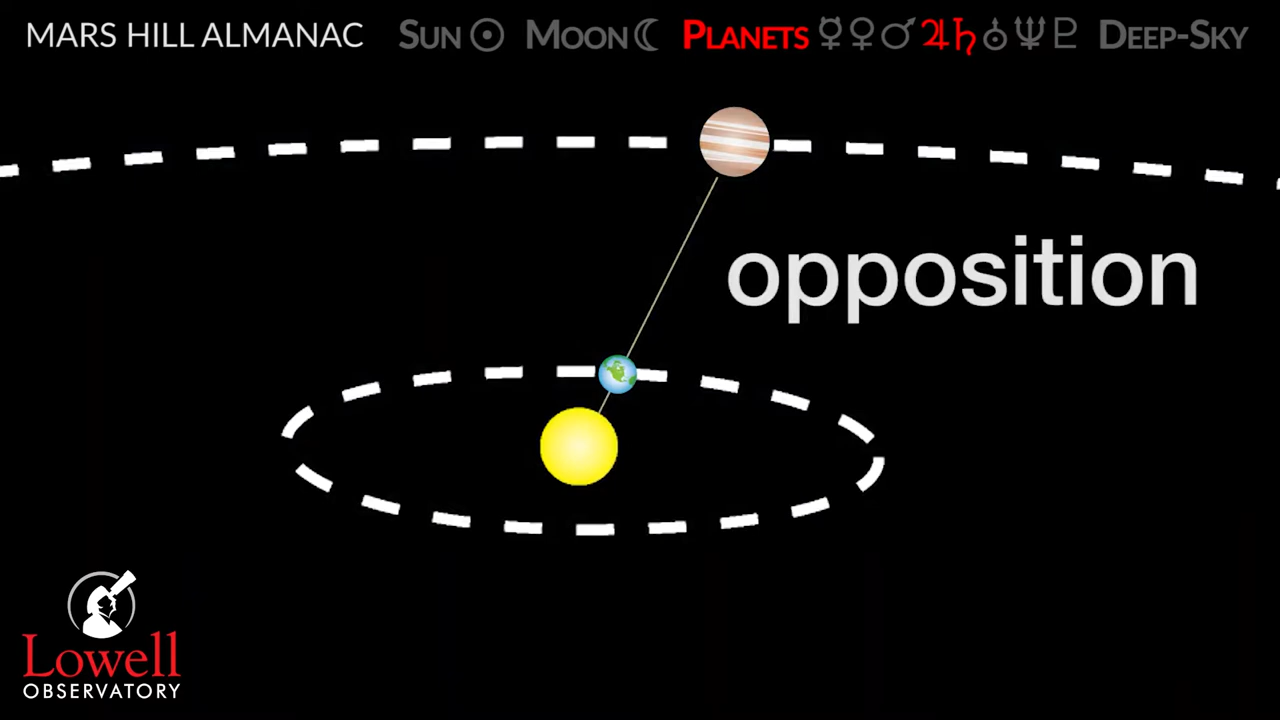 MARS HILL ALMANAC SUN ☉ MOON ☾ PLANETS ☿♀♂♃♄⛢♆♇ DEEP-SKY
opposition
LOWELL
OBSERVATORY